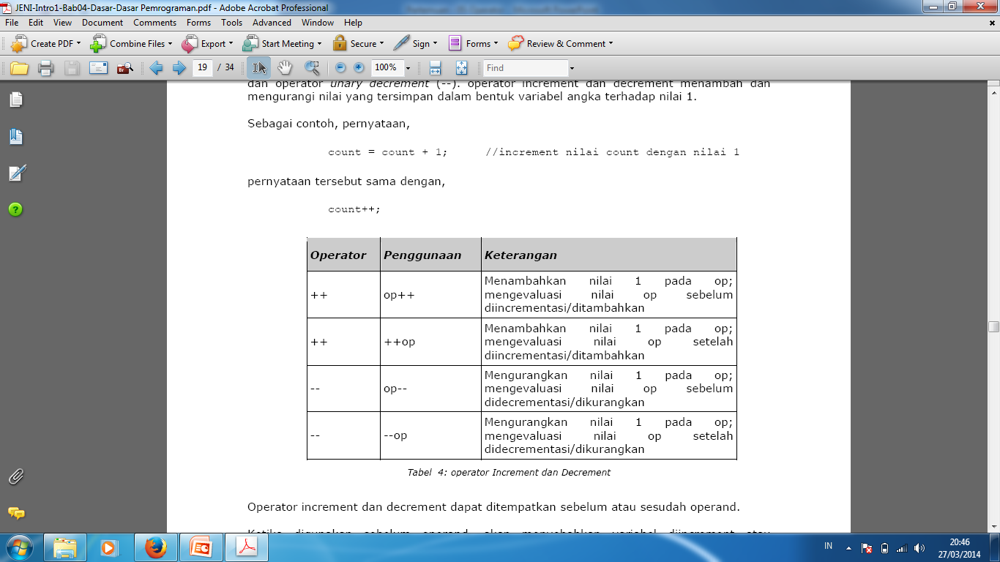 JENI-Intro1-Bab04-Dasar-Dasar Pemrograman.pdf - Adobe Acrobat Professional
File Edit View Document Comments Forms Tools Advanced Window Help
Create PDF Combine Files Export Start Meeting Secure Sign Forms Review & Comment
19 / 34 100% Find
dan operator unary decrement (--). operator increment dan decrement menambah dan
mengurangi nilai yang tersimpan dalam bentuk variabel angka terhadap nilai 1.
Sebagai contoh, pernyataan,
count = count + 1; //increment nilai count dengan nilai 1
pernyataan tersebut sama dengan,
count++;
Operator Penggunaan Keterangan
++ op++ Menambahkan nilai 1 pada op;
mengevaluasi nilai op sebelum
diincrementasi/ditambahkan
++ ++op Menambahkan nilai 1 pada op;
mengevaluasi nilai op setelah
diincrementasi/ditambahkan
-- op-- Mengurangkan nilai 1 pada op;
mengevaluasi nilai op sebelum
didecrementasi/dikurangkan
-- --op Mengurangkan nilai 1 pada op;
mengevaluasi nilai op setelah
didecrementasi/dikurangkan
Tabel 4: operator Increment dan Decrement
Operator increment dan decrement dapat ditempatkan sebelum atau sesudah operand.
Ketika digunakan sebelum operand, akan menyebabkan variabel diincrement atau
IN 20:46
27/03/2014